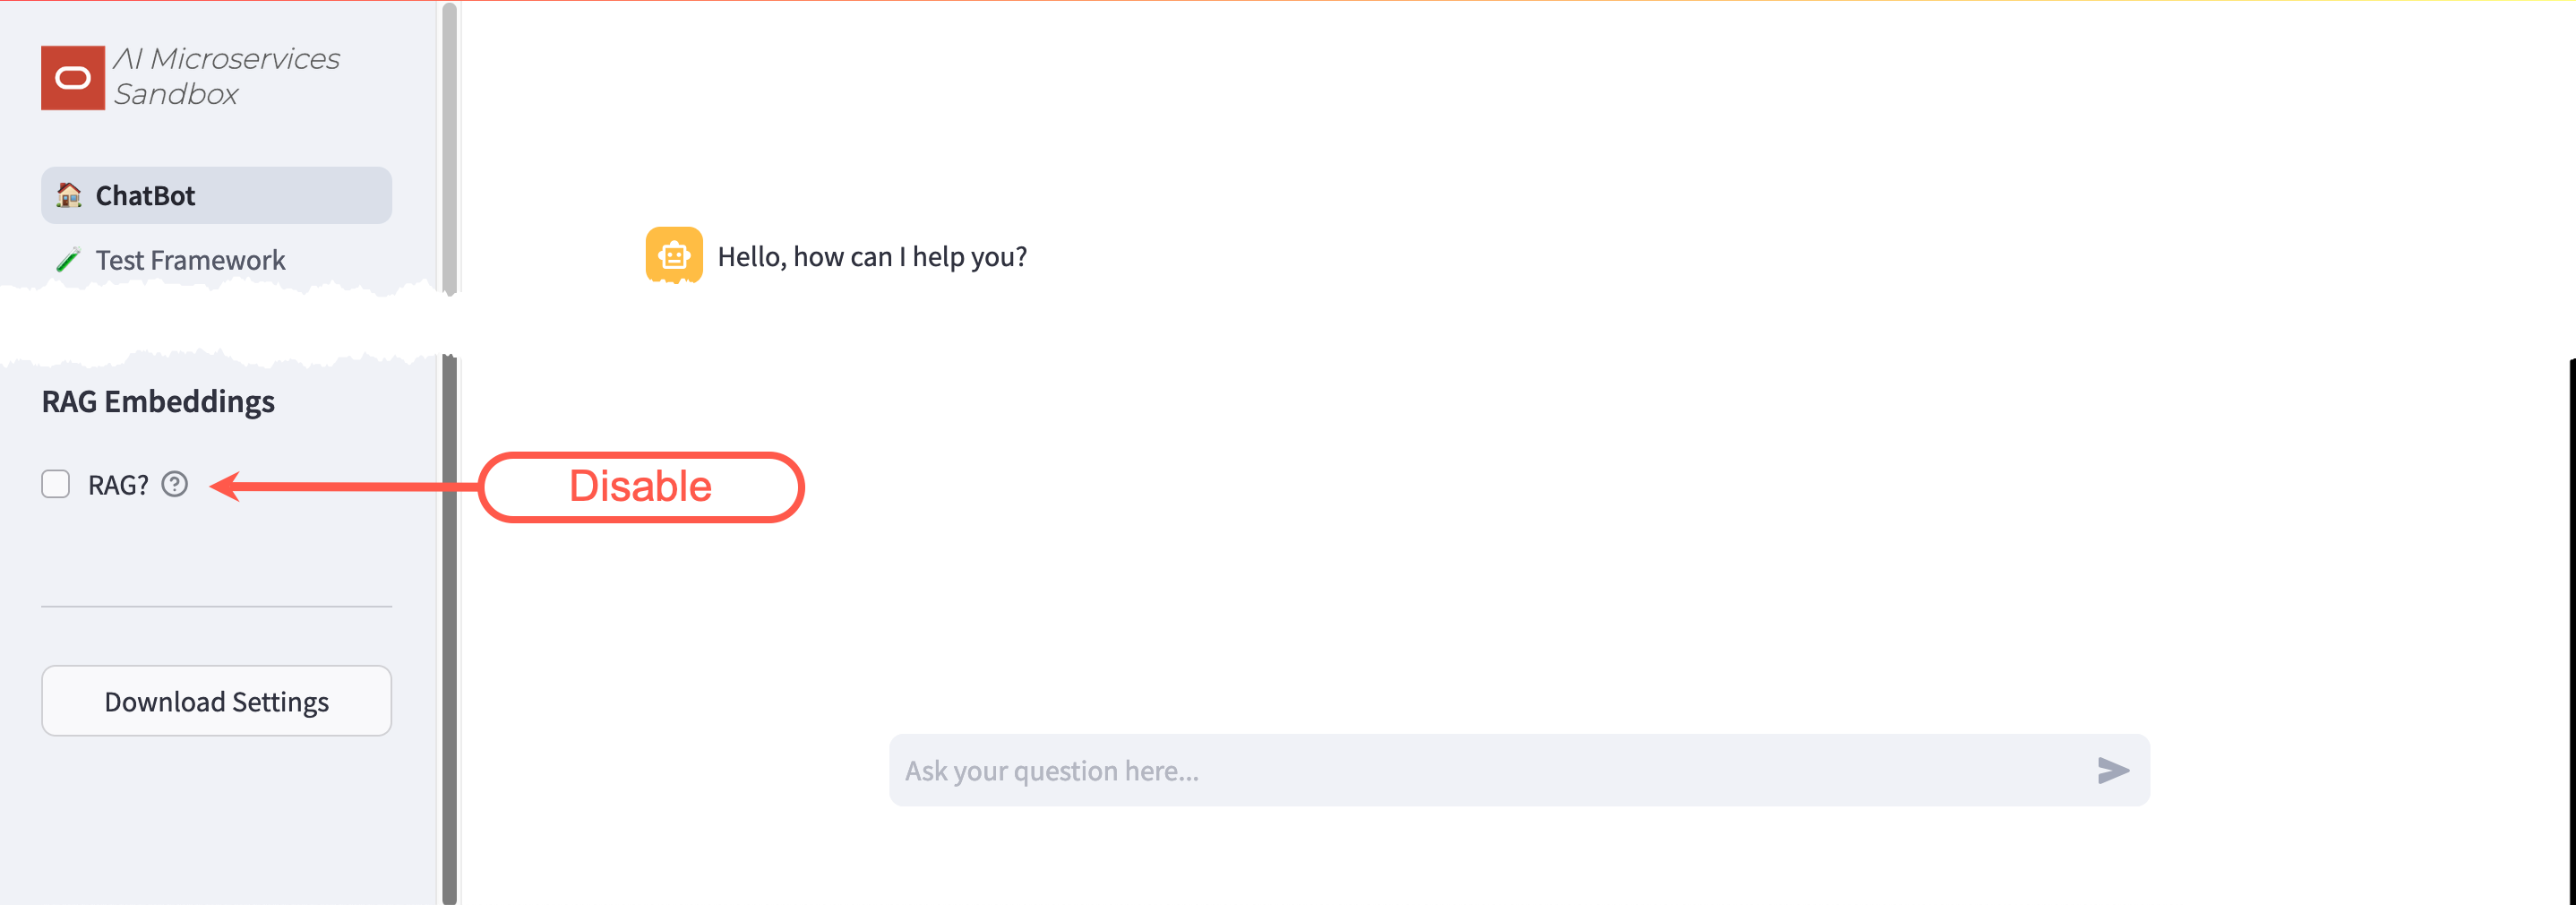 AI Microservices
Sandbox
ChatBot
Test Framework
Hello, how can I help you?
RAG Embeddings
RAG?
Disable
Download Settings
Ask your question here...